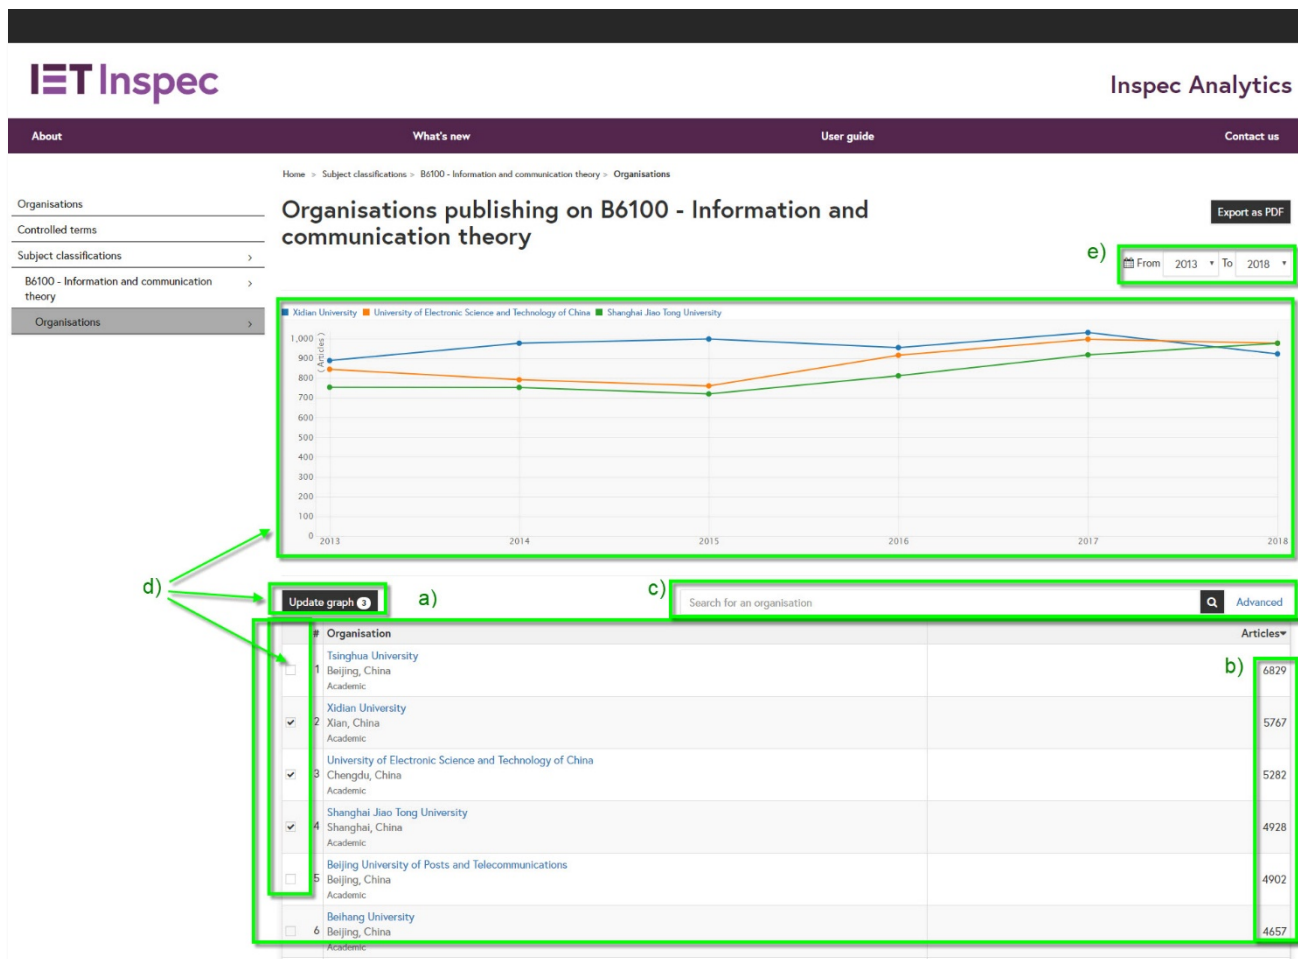 IET Inspec
Inspec Analytics
About What's new User guide Contact us
Home > Subject classifications > B6100 - Information and communication theory > Organisations
Organisations
Controlled terms
Subject classifications >
B6100 - Information and communication theory >
Organisations >
Organisations publishing on B6100 - Information and
communication theory
Export as PDF
e)
From 2013 To 2018
Xidian University University of Electronic Science and Technology of China Shanghai Jiao Tong University
(Articles)
1,000
900
800
700
600
500
400
300
200
100
0
2013 2014 2015 2016 2017 2018
d)
Update graph 3
a)
c)
Search for an organisation
Advanced
# Organisation Articles
b)
1 Tsinghua University 6829
Beijing, China
Academic
2 Xidian University 5767
Xian, China
Academic
3 University of Electronic Science and Technology of China 5282
Chengdu, China
Academic
4 Shanghai Jiao Tong University 4928
Shanghai, China
Academic
5 Beijing University of Posts and Telecommunications 4902
Beijing, China
Academic
6 Beihang University 4657
Beijing, China
Academic